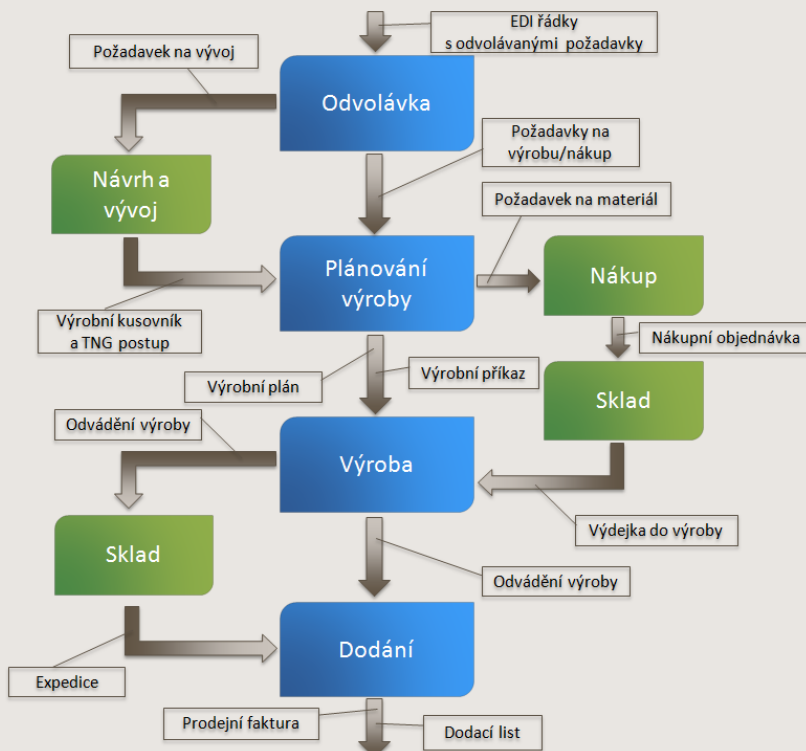 EDI řádky
s odvolávanými požadavky
Požadavek na vývoj
Odvolávka
Požadavky na
výrobu/nákup
Návrh a
vývoj
Požadavek na materiál
Plánování
výroby
Nákup
Výrobní kusovník
a TNG postup
Nákupní objednávka
Výrobní plán
Výrobní příkaz
Sklad
Odvádění výroby
Výroba
Výdejka do výroby
Sklad
Odvádění výroby
Dodání
Expedice
Prodejní faktura
Dodací list